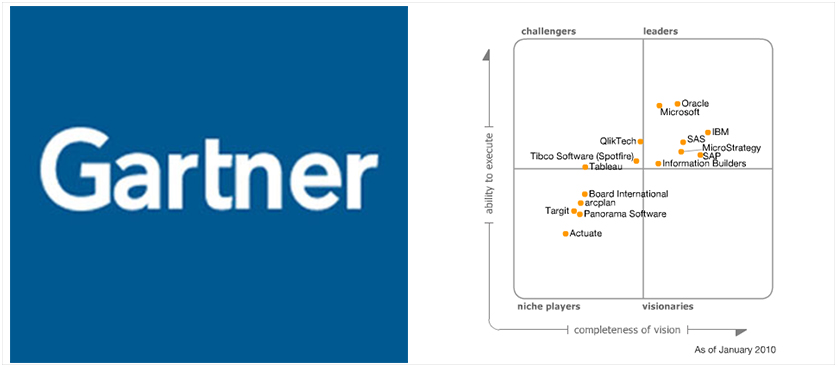 Gartner
challengers
leaders
Oracle
Microsoft
IBM
QlikTech
SAS
MicroStrategy
Tibco Software (Spotfire)
SAP
Tableau
Information Builders
ability to execute
Board International
arcplan
Targit
Panorama Software
Actuate
niche players
visionaries
completeness of vision
As of January 2010